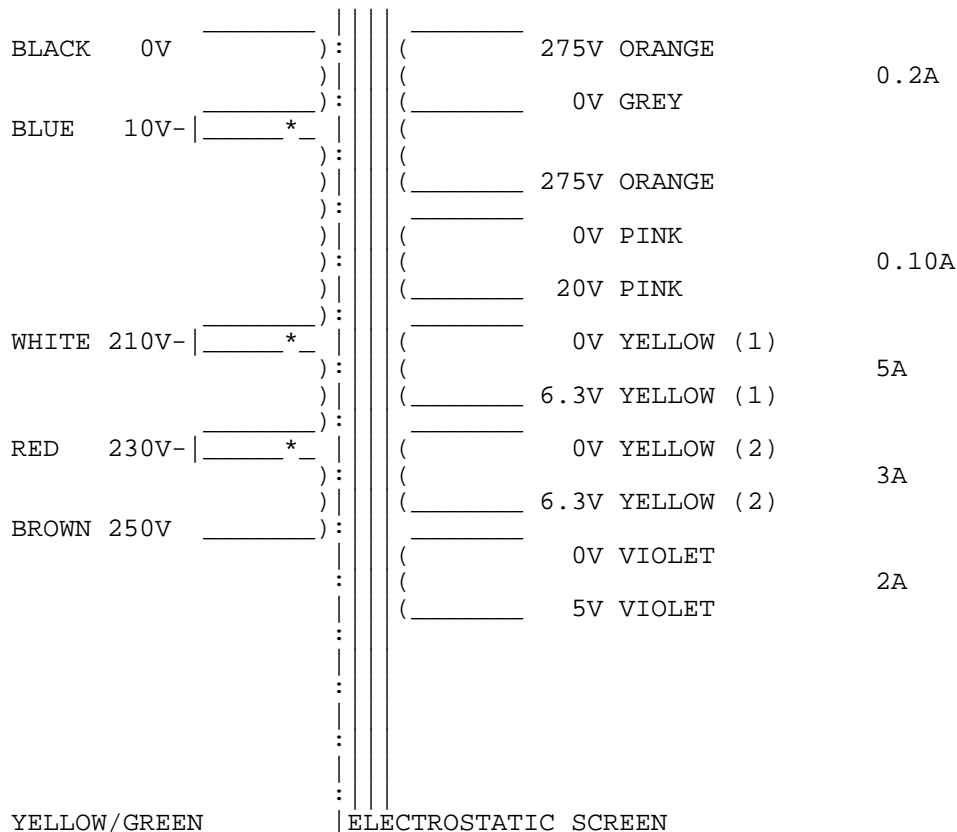 BLACK 0V 275V ORANGE
0.2A
0V GREY
BLUE 10V
275V ORANGE
0V PINK
0.10A
20V PINK
WHITE 210V 0V YELLOW (1)
5A
6.3V YELLOW (1)
RED 230V 0V YELLOW (2)
3A
6.3V YELLOW (2)
BROWN 250V
0V VIOLET
2A
5V VIOLET
YELLOW/GREEN ELECTROSTATIC SCREEN